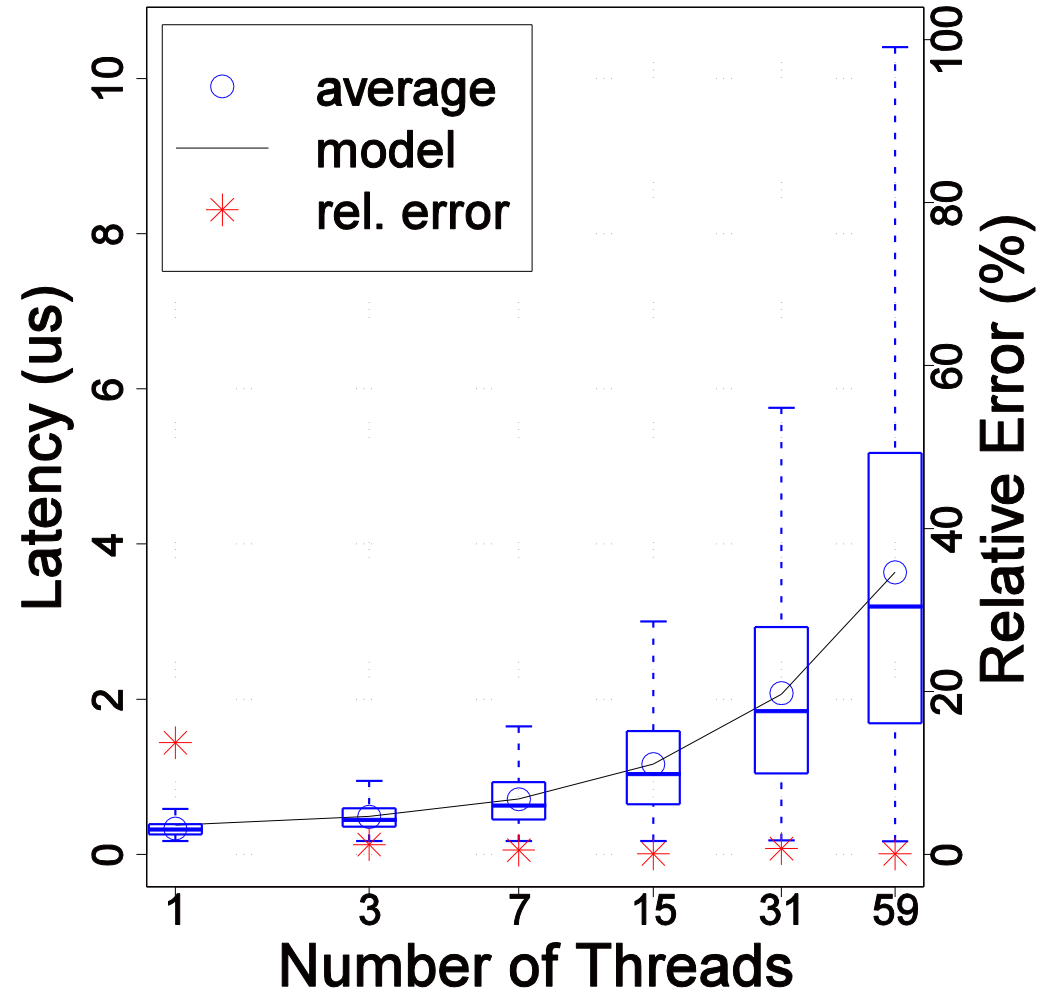 average
model
rel. error
Latency (us)
0
2
4
6
8
10
Relative Error (%)
0
20
40
60
80
100
1 3 7 15 31 59
Number of Threads